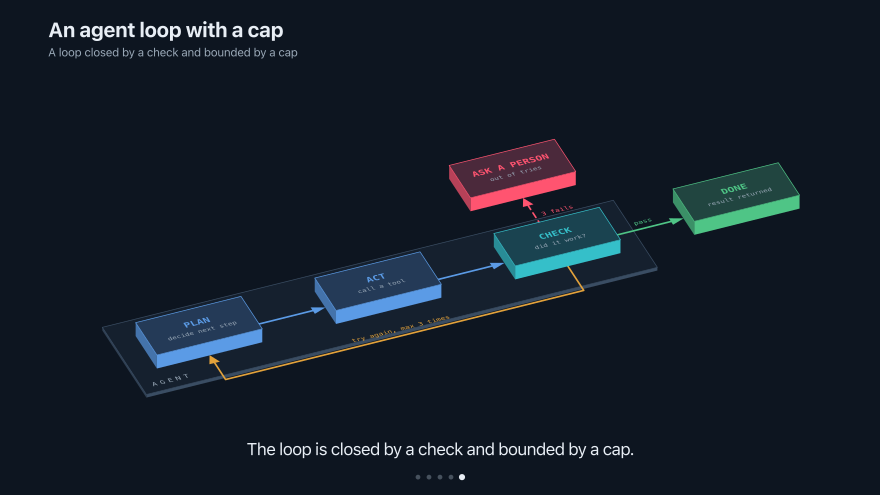 An agent loop with a cap
A loop closed by a check and bounded by a cap
ASK A PERSON
out of tries
3 fails
DONE
result returned
pass
CHECK
did it work?
ACT
call a tool
PLAN
decide next step
try again, max 3 times
AGENT
The loop is closed by a check and bounded by a cap.